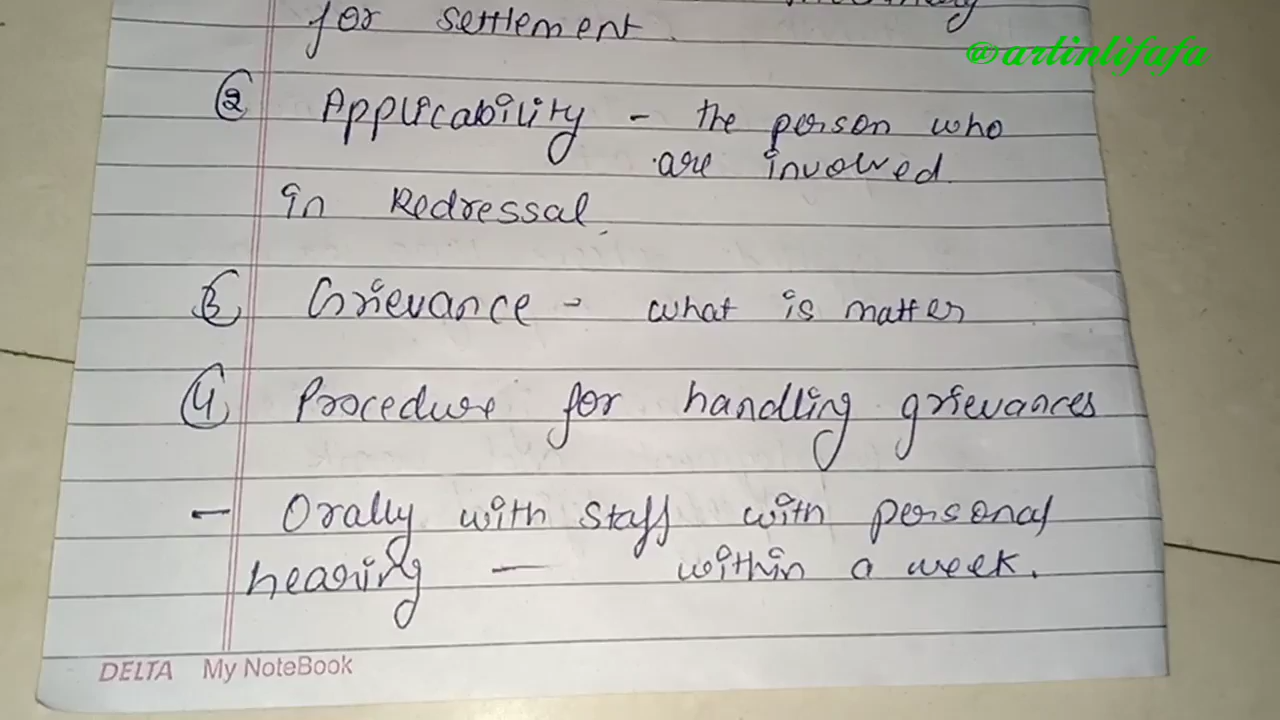 for settlement.
@artinlifafa
② Applicability - the person who
are involved
in Redressal.
③ Grievance - what is matter
④ Procedure for handling grievances
- Orally with staff with personal
hearing - within a week.
DELTA My NoteBook